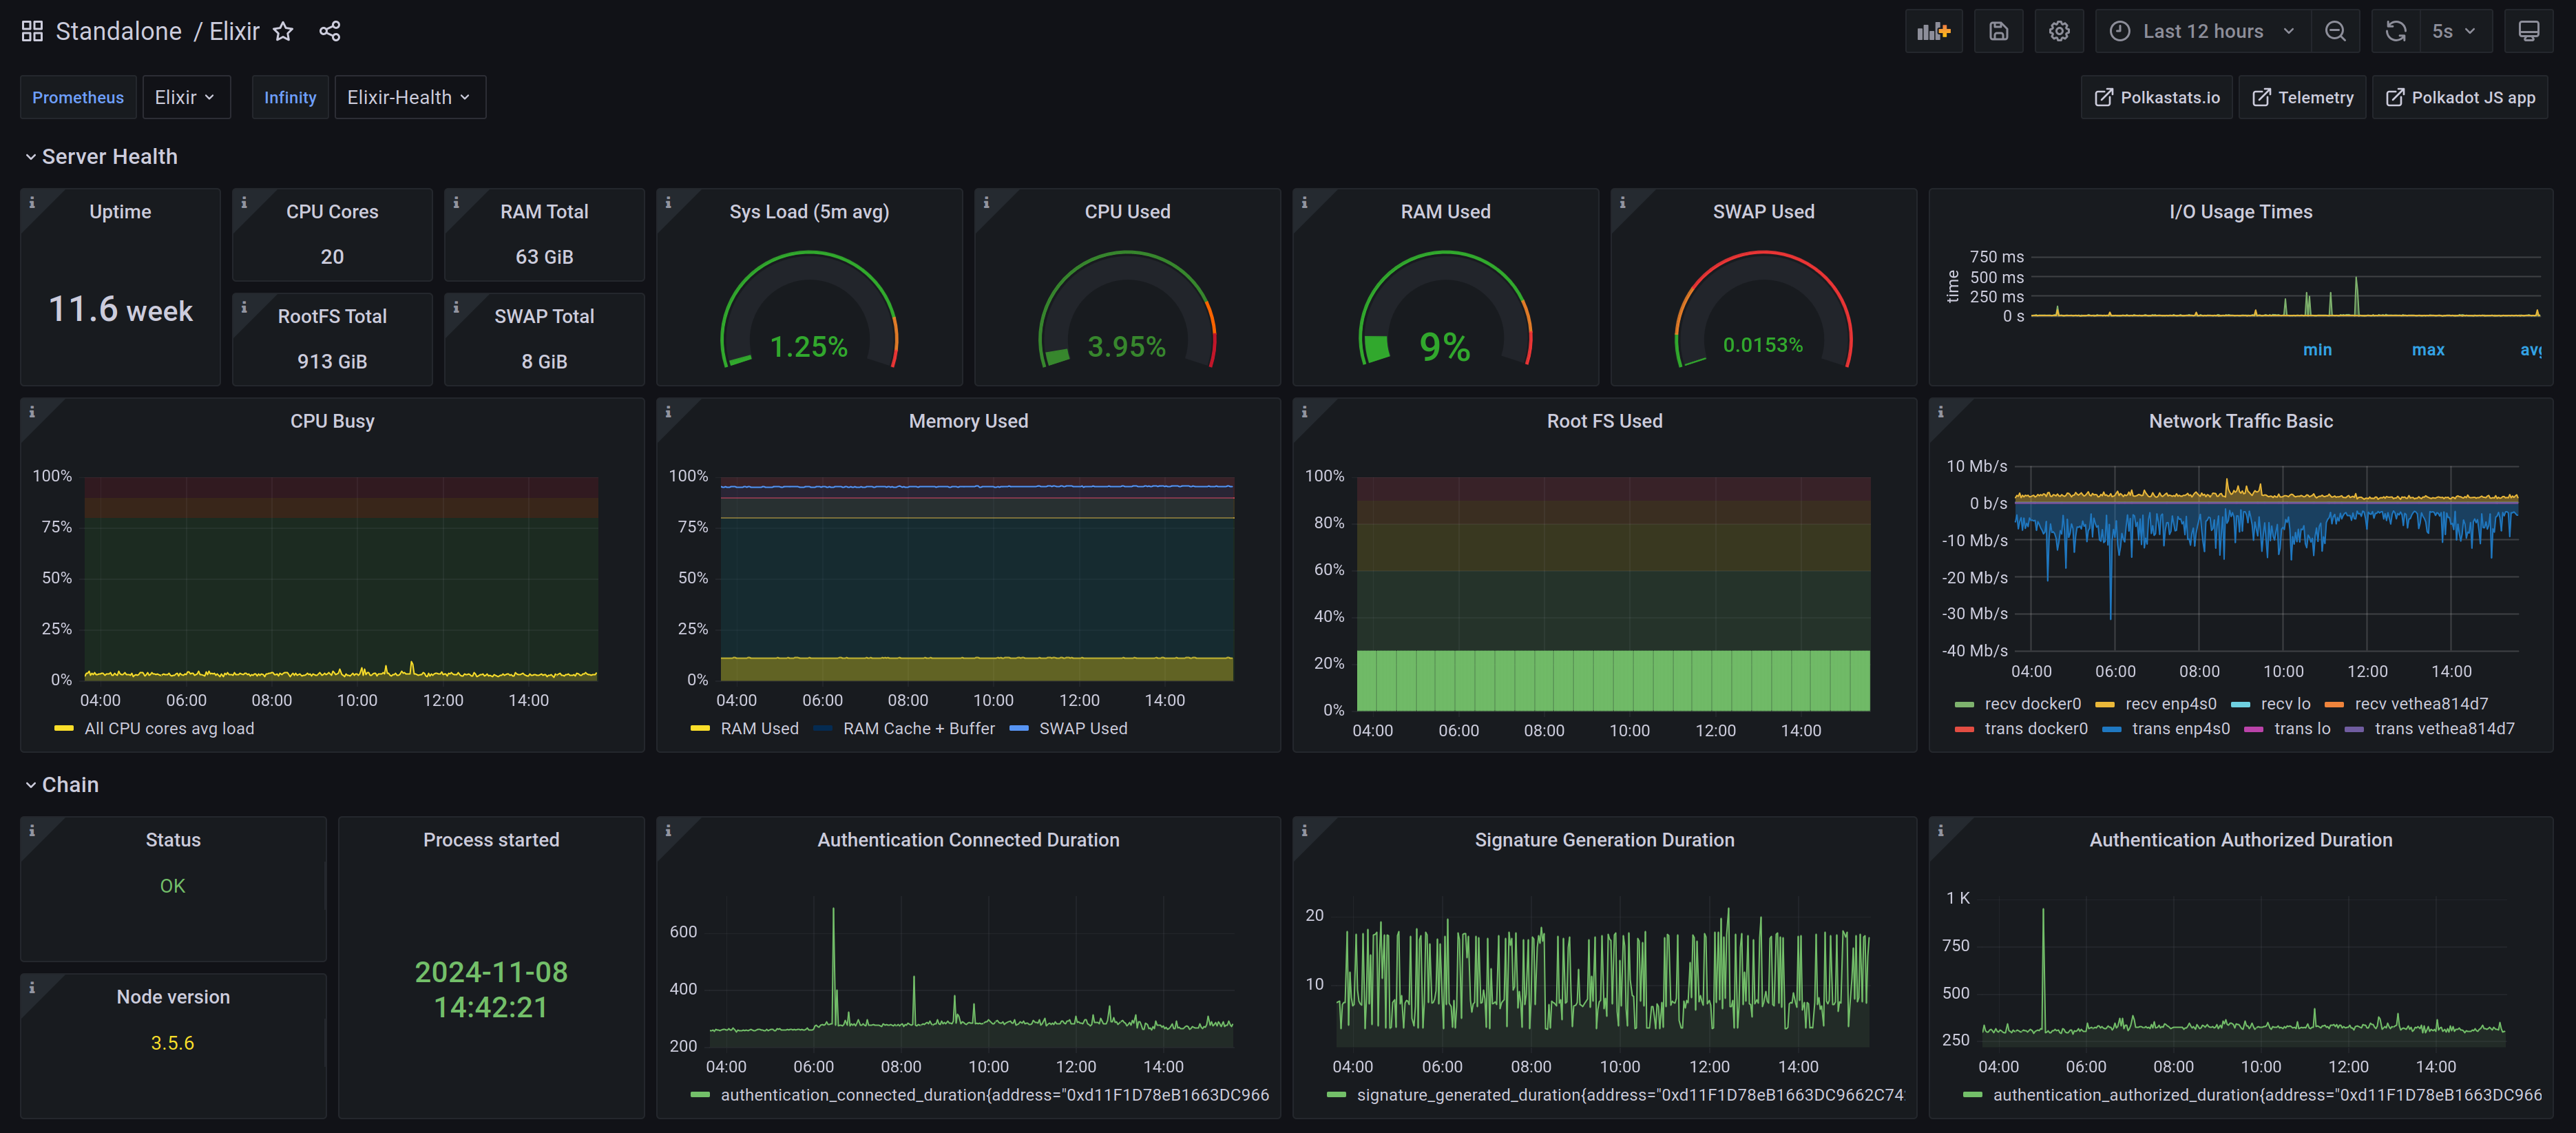 Standalone / Elixir
Last 12 hours
5s
Prometheus Elixir Infinity Elixir-Health
Polkastats.io Telemetry Polkadot JS app
Server Health
Uptime
11.6 week
CPU Cores
20
RAM Total
63 GiB
RootFS Total
913 GiB
SWAP Total
8 GiB
Sys Load (5m avg)
1.25%
CPU Used
3.95%
RAM Used
9%
SWAP Used
0.0153%
I/O Usage Times
time
750 ms
500 ms
250 ms
0 s
min max avg
CPU Busy
100%
75%
50%
25%
0%
04:00 06:00 08:00 10:00 12:00 14:00
All CPU cores avg load
Memory Used
100%
75%
50%
25%
0%
04:00 06:00 08:00 10:00 12:00 14:00
RAM Used RAM Cache + Buffer SWAP Used
Root FS Used
100%
80%
60%
40%
20%
0%
04:00 06:00 08:00 10:00 12:00 14:00
Network Traffic Basic
10 Mb/s
0 b/s
-10 Mb/s
-20 Mb/s
-30 Mb/s
-40 Mb/s
04:00 06:00 08:00 10:00 12:00 14:00
recv docker0 recv enp4s0 recv lo recv vethea814d7
trans docker0 trans enp4s0 trans lo trans vethea814d7
Chain
Status
OK
Node version
3.5.6
Process started
2024-11-08
14:42:21
Authentication Connected Duration
600
400
200
04:00 06:00 08:00 10:00 12:00 14:00
authentication_connected_duration{address="0xd11F1D78eB1663DC966
Signature Generation Duration
20
10
04:00 06:00 08:00 10:00 12:00 14:00
signature_generated_duration{address="0xd11F1D78eB1663DC9662C74
Authentication Authorized Duration
1 K
750
500
250
04:00 06:00 08:00 10:00 12:00 14:00
authentication_authorized_duration{address="0xd11F1D78eB1663DC966